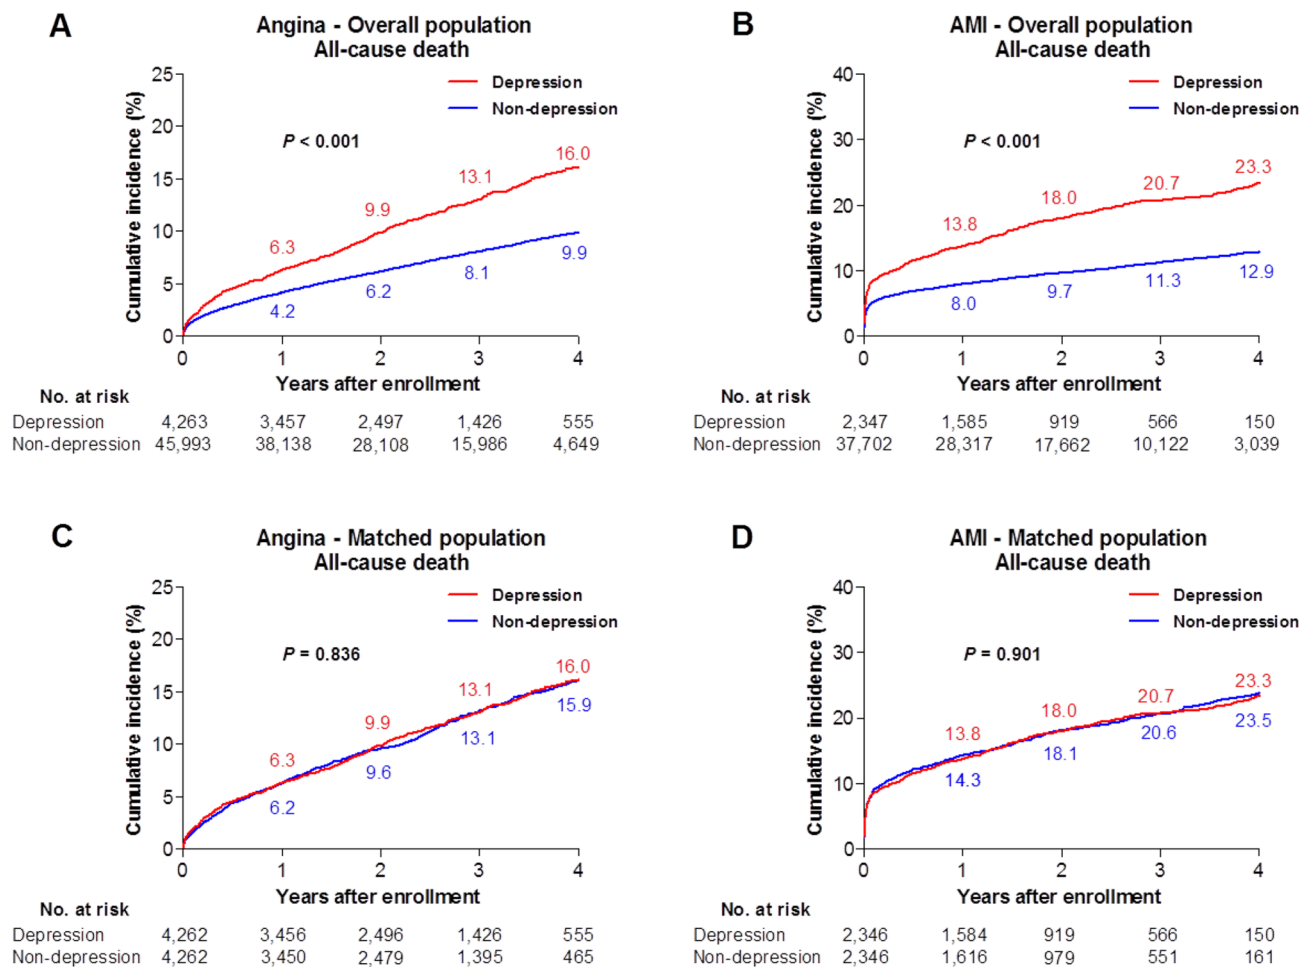 A
Angina - Overall population
All-cause death
Depression
Non-depression
P < 0.001
Cumulative incidence (%)
25
20
15
10
5
0
6.3
9.9
13.1
16.0
4.2
6.2
8.1
9.9
0 1 2 3 4
Years after enrollment
No. at risk
Depression 4,263 3,457 2,497 1,426 555
Non-depression 45,993 38,138 28,108 15,986 4,649
B
AMI - Overall population
All-cause death
Depression
Non-depression
P < 0.001
Cumulative incidence (%)
40
30
20
10
0
13.8
18.0
20.7
23.3
8.0
9.7
11.3
12.9
0 1 2 3 4
Years after enrollment
No. at risk
Depression 2,347 1,585 919 566 150
Non-depression 37,702 28,317 17,662 10,122 3,039
C
Angina - Matched population
All-cause death
Depression
Non-depression
P = 0.836
Cumulative incidence (%)
25
20
15
10
5
0
6.3
9.9
13.1
16.0
6.2
9.6
13.1
15.9
0 1 2 3 4
Years after enrollment
No. at risk
Depression 4,262 3,456 2,496 1,426 555
Non-depression 4,262 3,450 2,479 1,395 465
D
AMI - Matched population
All-cause death
Depression
Non-depression
P = 0.901
Cumulative incidence (%)
40
30
20
10
0
13.8
18.0
20.7
23.3
14.3
18.1
20.6
23.5
0 1 2 3 4
Years after enrollment
No. at risk
Depression 2,346 1,584 919 566 150
Non-depression 2,346 1,616 979 551 161